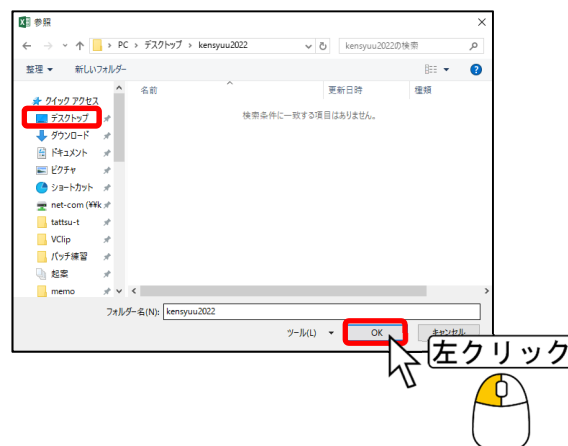 参照
PC › デスクトップ › kensyuu2022
kensyuu2022の検索
整理 新しいフォルダー
名前 更新日時 種類
検索条件に一致する項目はありません。
クイック アクセス
デスクトップ
ダウンロード
ドキュメント
ピクチャ
ショートカット
net-com (¥¥k
tattsu-t
VClip
バッチ練習
起案
memo
フォルダー名(N): kensyuu2022
ツール(L) OK キャンセル
左クリック